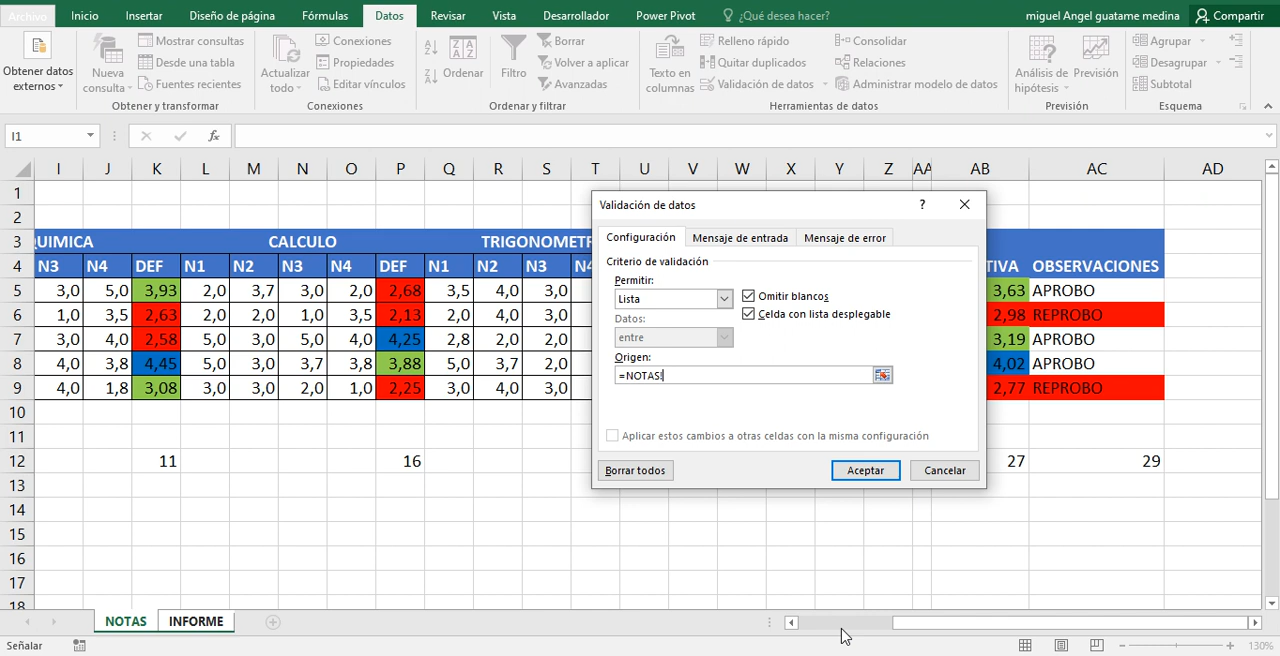 Archivo Inicio Insertar Diseño de página Fórmulas Datos Revisar Vista Desarrollador Power Pivot ¿Qué desea hacer? miguel Angel guatame medina Compartir
Obtener datos externos
Nueva consulta
Mostrar consultas
Desde una tabla
Fuentes recientes
Obtener y transformar
Actualizar todo
Conexiones
Propiedades
Editar vínculos
Conexiones
Ordenar
Filtro
Borrar
Volver a aplicar
Avanzadas
Ordenar y filtrar
Texto en columnas
Relleno rápido
Quitar duplicados
Validación de datos
Consolidar
Relaciones
Administrar modelo de datos
Herramientas de datos
Análisis de hipótesis
Previsión
Previsión
Agrupar
Desagrupar
Subtotal
Esquema
I1
fx
I J K L M N O P Q R S T U V W X Y Z AA AB AC AD
1
2
3 QUIMICA CALCULO TRIGONOMETR
4 N3 N4 DEF N1 N2 N3 N4 DEF N1 N2 N3 N4 TIVA OBSERVACIONES
5 3,0 5,0 3,93 2,0 3,7 3,0 2,0 2,68 3,5 4,0 3,0 3,63 APROBO
6 1,0 3,5 2,63 2,0 2,0 1,0 3,5 2,13 2,0 4,0 3,0 2,98 REPROBO
7 3,0 4,0 2,58 5,0 3,0 5,0 4,0 4,25 2,8 2,0 2,0 3,19 APROBO
8 4,0 3,8 4,45 5,0 3,0 3,7 3,8 3,88 5,0 3,7 2,0 4,02 APROBO
9 4,0 1,8 3,08 3,0 3,0 2,0 1,0 2,25 3,0 4,0 3,0 2,77 REPROBO
10
11
12 11 16 27 29
13
14
15
16
17
18
Validación de datos ?
Configuración Mensaje de entrada Mensaje de error
Criterio de validación
Permitir:
Lista
Omitir blancos
Celda con lista desplegable
Datos:
entre
Origen:
=NOTAS!
Aplicar estos cambios a otras celdas con la misma configuración
Borrar todos Aceptar Cancelar
NOTAS INFORME
Señalar 130%